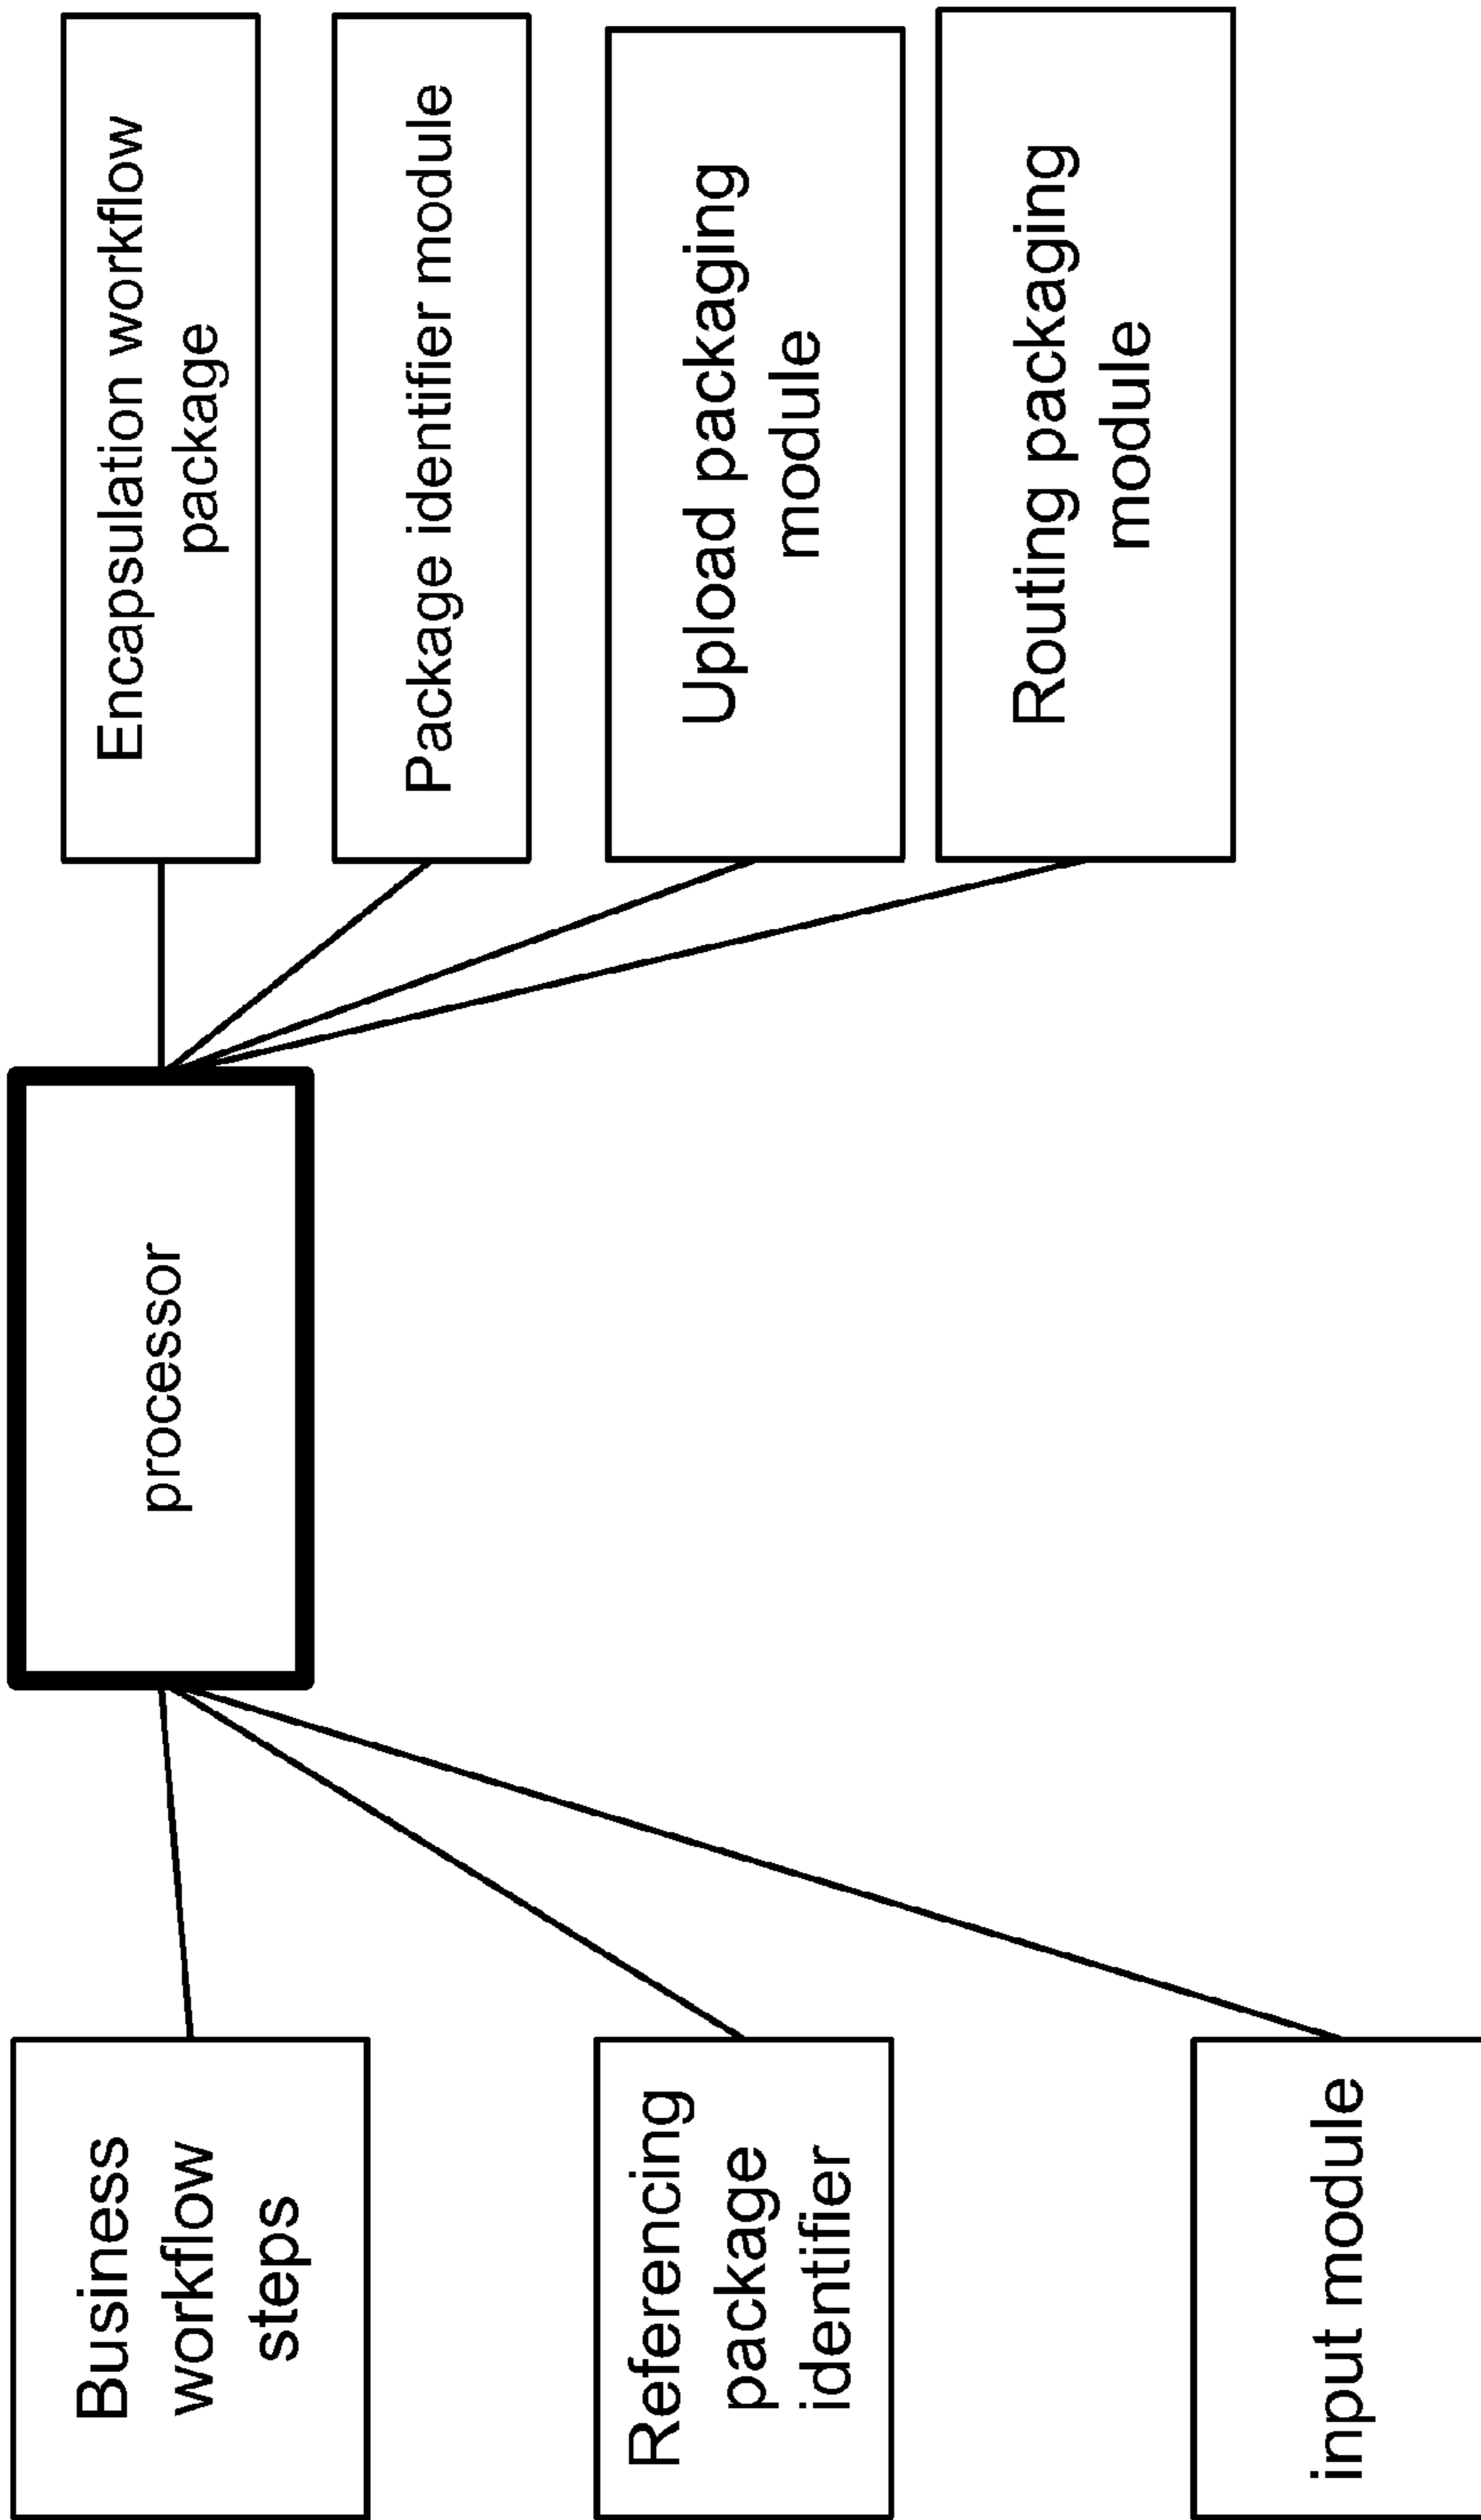 Business
workflow
steps
Referencing
package
identifier
input module
processor
Encapsulation workflow
package
Package identifier module
Upload packaging
module
Routing packaging
module